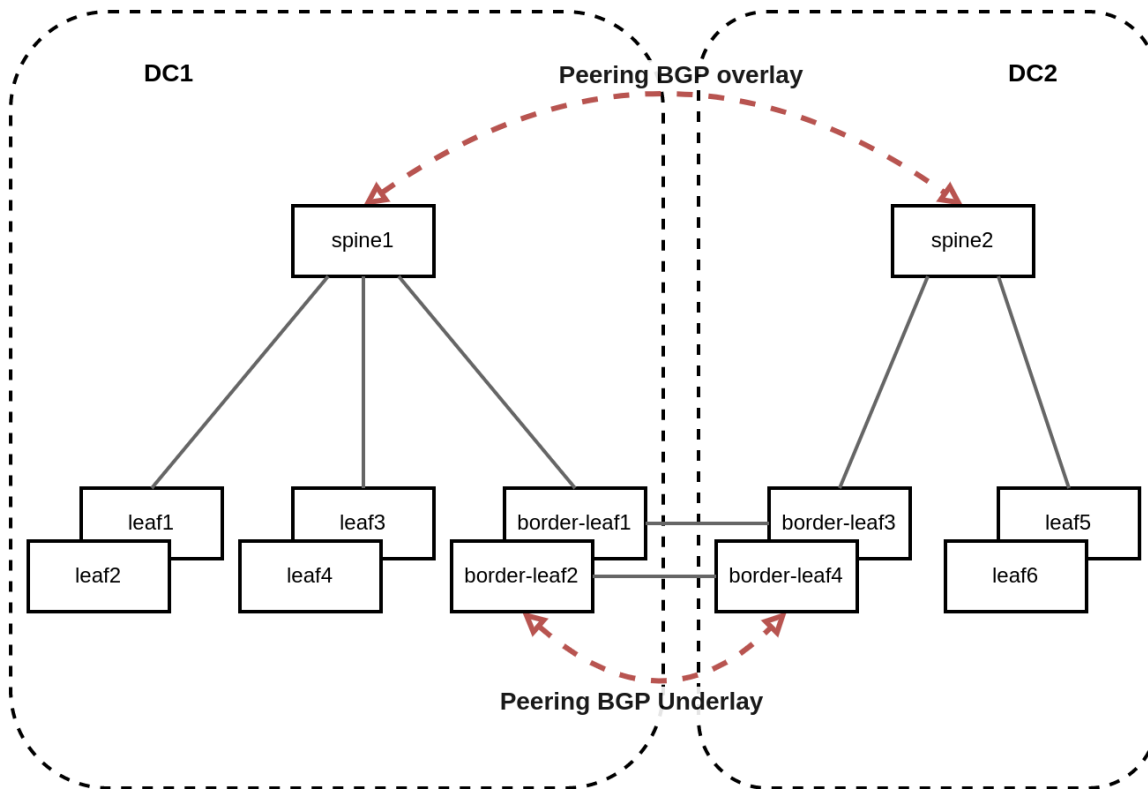 DC1
Peering BGP overlay
DC2
spine1
spine2
leaf1
leaf3
border-leaf1
border-leaf3
leaf5
leaf2
leaf4
border-leaf2
border-leaf4
leaf6
Peering BGP Underlay